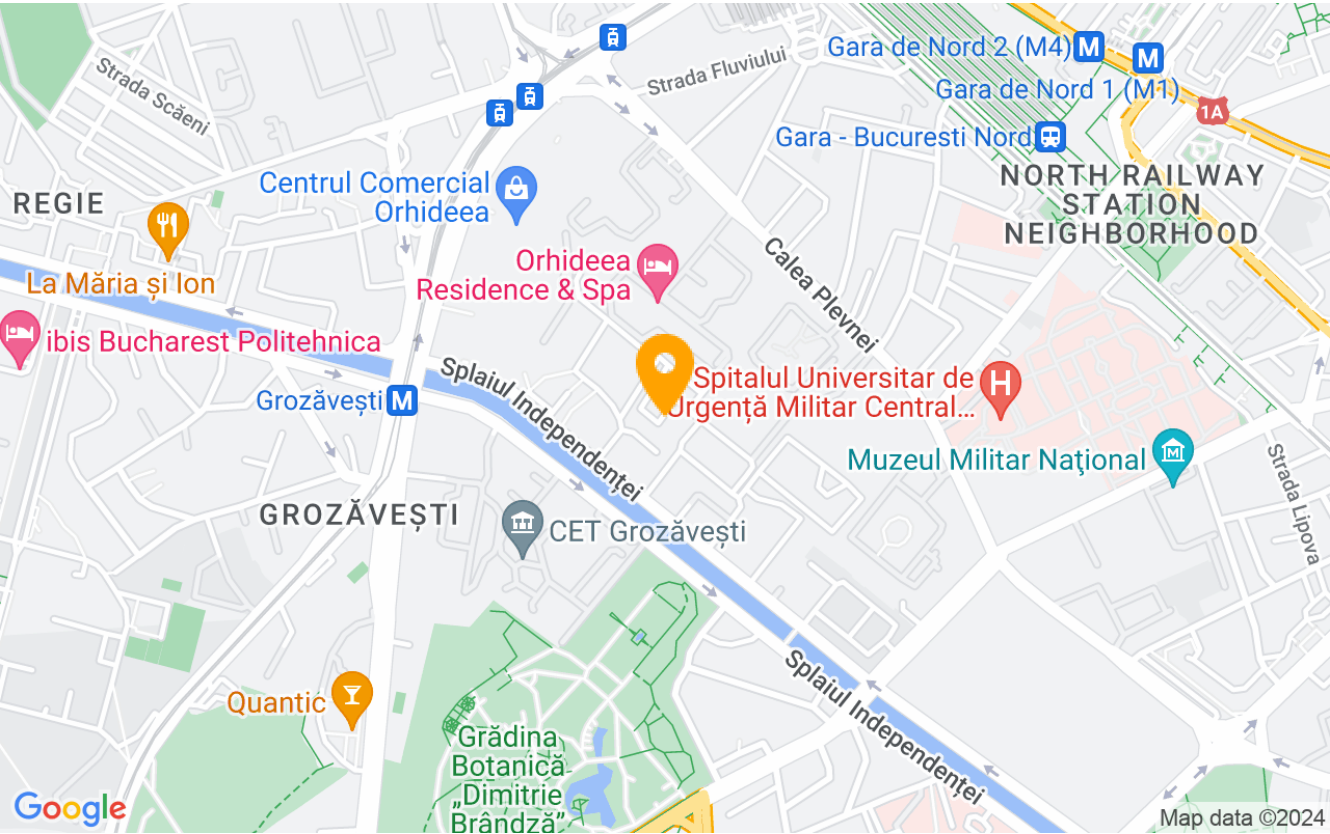 Gara de Nord 2 (M4)
M
M
Strada Fluviului
Strada Scăeni
Gara de Nord 1 (M1)
1A
Gara - Bucuresti Nord
NORTH RAILWAY
STATION
NEIGHBORHOOD
Centrul Comercial
Orhideea
REGIE
Orhideea
Residence & Spa
Calea Plevnei
La Măria și Ion
ibis Bucharest Politehnica
Splaiul Independenței
Grozăvești
M
Spitalul Universitar de
Urgență Militar Central...
H
Muzeul Militar Naţional
M
Strada Lipova
GROZĂVEȘTI
CET Grozăvești
Splaiul Independenței
Quantic
Grădina
Botanică
„Dimitrie
Brândză”
Google
Map data ©2024